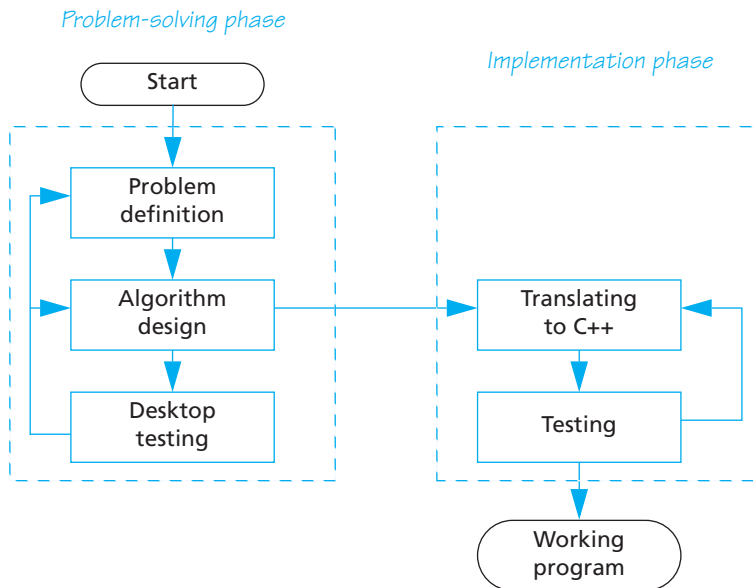 Problem-solving phase
Start
Problem
definition
Algorithm
design
Desktop
testing
Implementation phase
Translating
to C++
Testing
Working
program